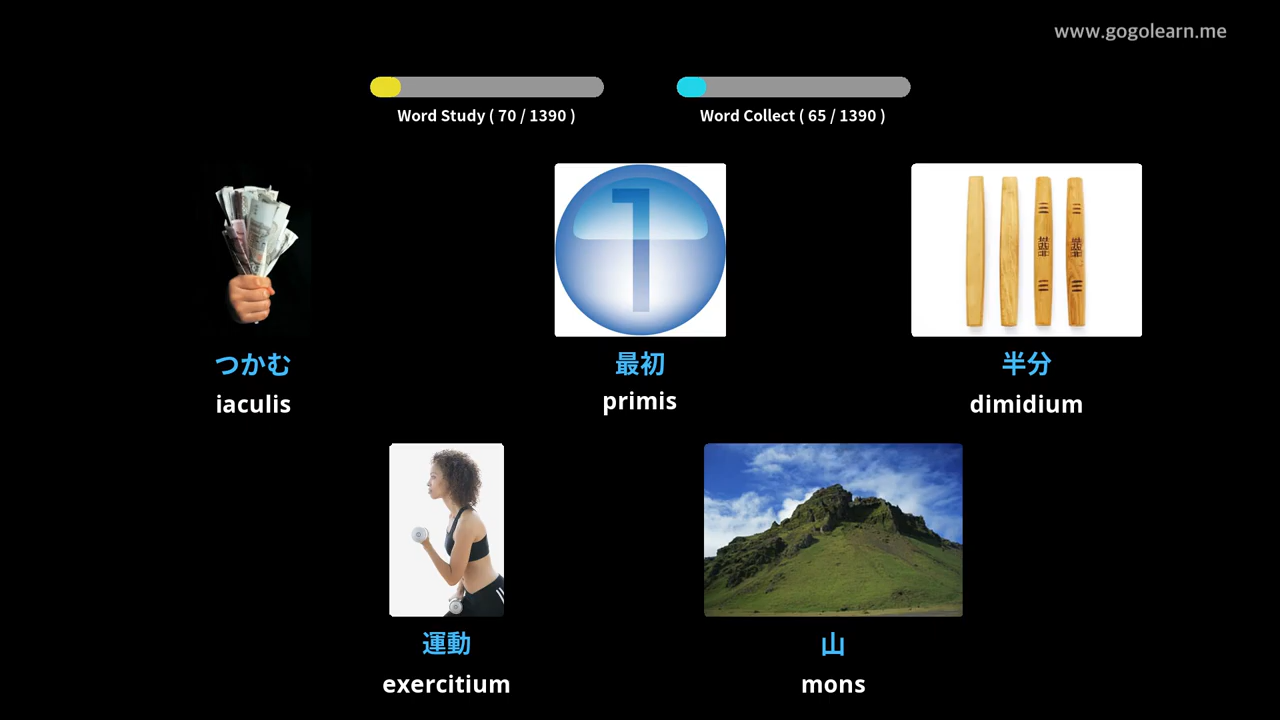 www.gogolearn.me
Word Study ( 70 / 1390 )
Word Collect ( 65 / 1390 )
1
つかむ
最初
半分
iaculis
primis
dimidium
運動
山
exercitium
mons